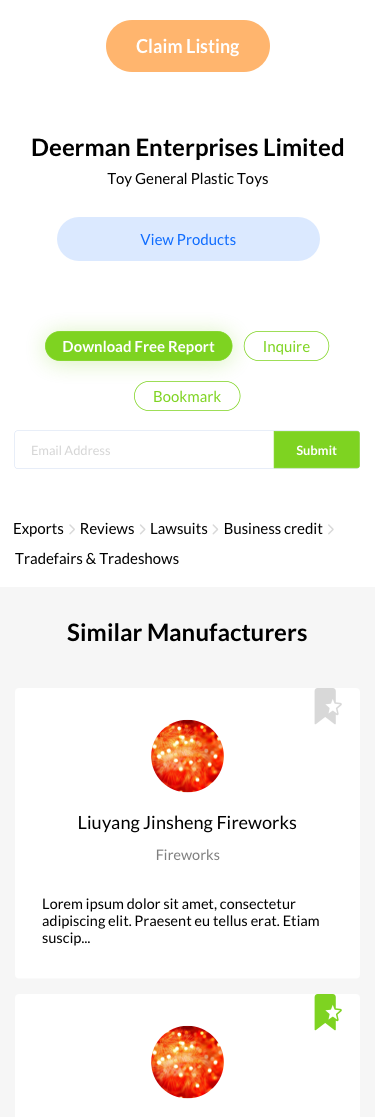 Claim Listing
Deerman Enterprises Limited
Toy General Plastic Toys
View Products
Download Free Report
Inquire
Bookmark
Email Address
Submit
Exports > Reviews > Lawsuits > Business credit >
Tradefairs & Tradeshows
Similar Manufacturers
Liuyang Jinsheng Fireworks
Fireworks
Lorem ipsum dolor sit amet, consectetur
adipiscing elit. Praesent eu tellus erat. Etiam
suscip...